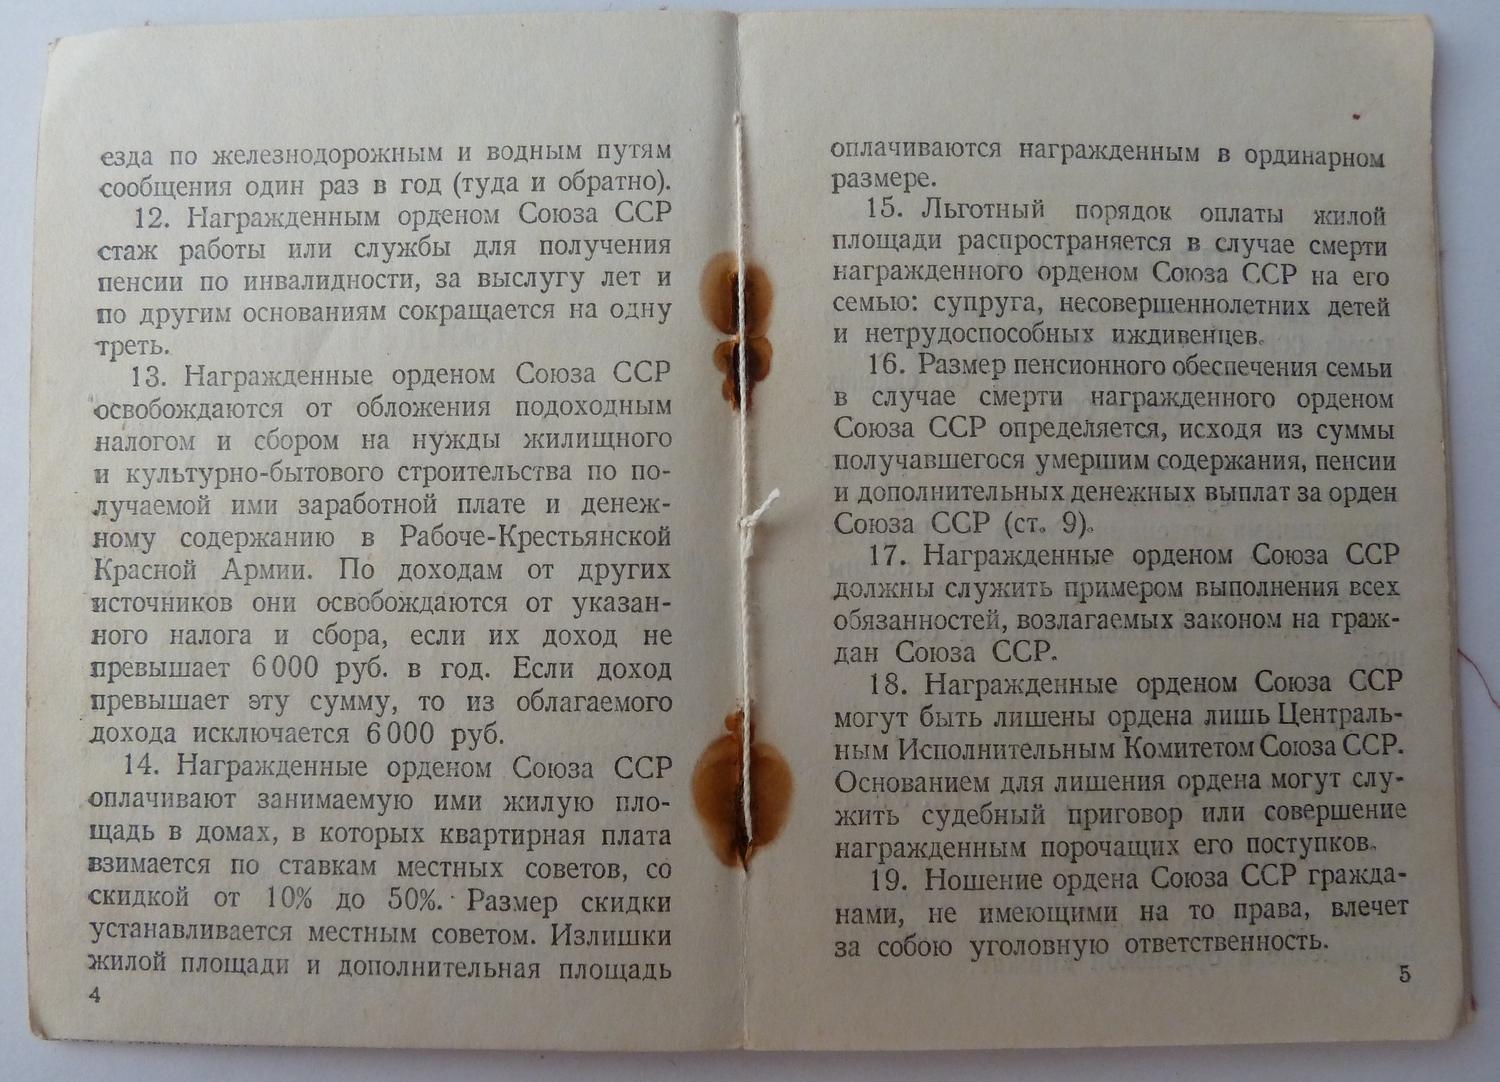 езда по железнодорожным и водным путям
сообщения один раз в год (туда и обратно).
12. Награжденным орденом Союза ССР
стаж работы или службы для получения
пенсии по инвалидности, за выслугу лет и
по другим основаниям сокращается на одну
треть.
13. Награжденные орденом Союза ССР
освобождаются от обложения подоходным
налогом и сбором на нужды жилищного
и культурно-бытового строительства по по-
лучаемой ими заработной плате и денеж-
ному содержанию в Рабоче-Крестьянской
Красной Армии. По доходам от других
источников они освобождаются от указан-
ного налога и сбора, если их доход не
превышает 6 000 руб. в год. Если доход
превышает эту сумму, то из облагаемого
дохода исключается 6 000 руб.
14. Награжденные орденом Союза ССР
оплачивают занимаемую ими жилую пло-
щадь в домах, в которых квартирная плата
взимается по ставкам местных советов, со
скидкой от 10% до 50%. Размер скидки
устанавливается местным советом. Излишки
жилой площади и дополнительная площадь
4
оплачиваются награжденным в ординарном
размере.
15. Льготный порядок оплаты жилой
площади распространяется в случае смерти
награжденного орденом Союза ССР на его
семью: супруга, несовершеннолетних детей
и нетрудоспособных иждивенцев.
16. Размер пенсионного обеспечения семьи
в случае смерти награжденного орденом
Союза ССР определяется, исходя из суммы
получавшегося умершим содержания, пенсии
и дополнительных денежных выплат за орден
Союза ССР (ст. 9).
17. Награжденные орденом Союза ССР
должны служить примером выполнения всех
обязанностей, возлагаемых законом на граж-
дан Союза ССР.
18. Награжденные орденом Союза ССР
могут быть лишены ордена лишь Централь-
ным Исполнительным Комитетом Союза ССР.
Основанием для лишения ордена могут слу-
жить судебный приговор или совершение
награжденным порочащих его поступков.
19. Ношение ордена Союза ССР гражда-
нами, не имеющими на то права, влечет
за собою уголовную ответственность.
5